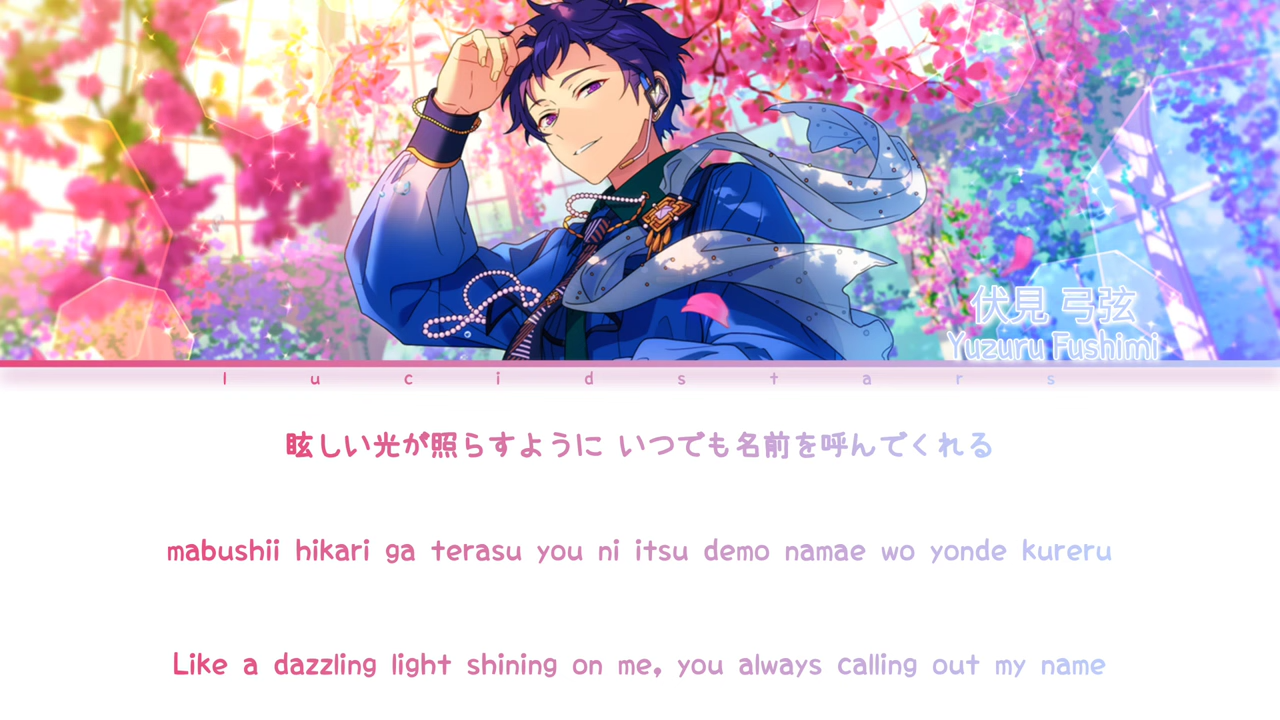 伏見 弓弦
Yuzuru Fushimi
l u c i d s t a r s
眩しい光が照らすように いつでも名前を呼んでくれる
mabushii hikari ga terasu you ni itsu demo namae wo yonde kureru
Like a dazzling light shining on me, you always calling out my name